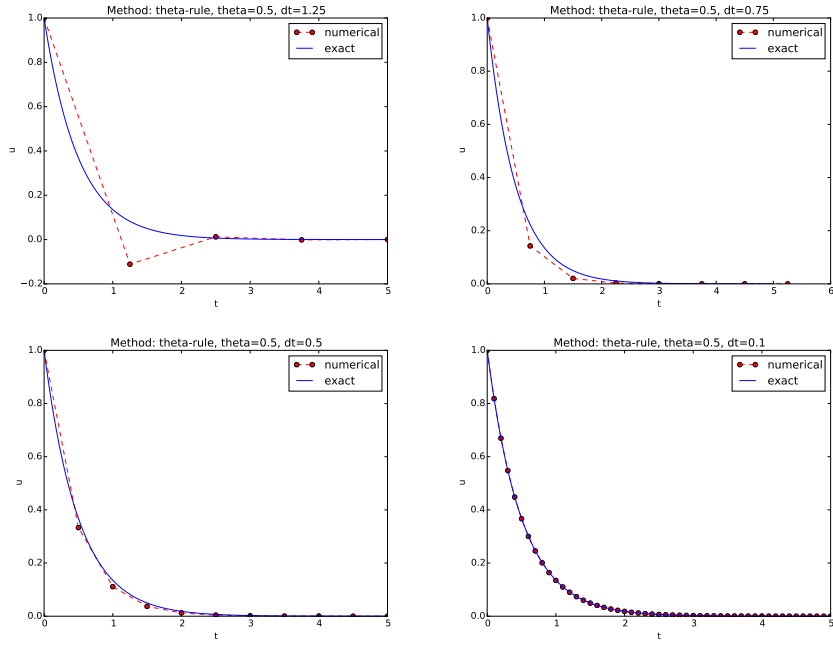 Method: theta-rule, theta=0.5, dt=1.25
1.0
0.8
0.6
0.4
0.2
0.0
−0.2
u
0
1
2
3
4
5
t
numerical
exact
Method: theta-rule, theta=0.5, dt=0.75
1.0
0.8
0.6
0.4
0.2
0.0
u
0
1
2
3
4
5
6
t
numerical
exact
Method: theta-rule, theta=0.5, dt=0.5
1.0
0.8
0.6
0.4
0.2
0.0
u
0
1
2
3
4
5
t
numerical
exact
Method: theta-rule, theta=0.5, dt=0.1
1.0
0.8
0.6
0.4
0.2
0.0
u
0
1
2
3
4
5
t
numerical
exact